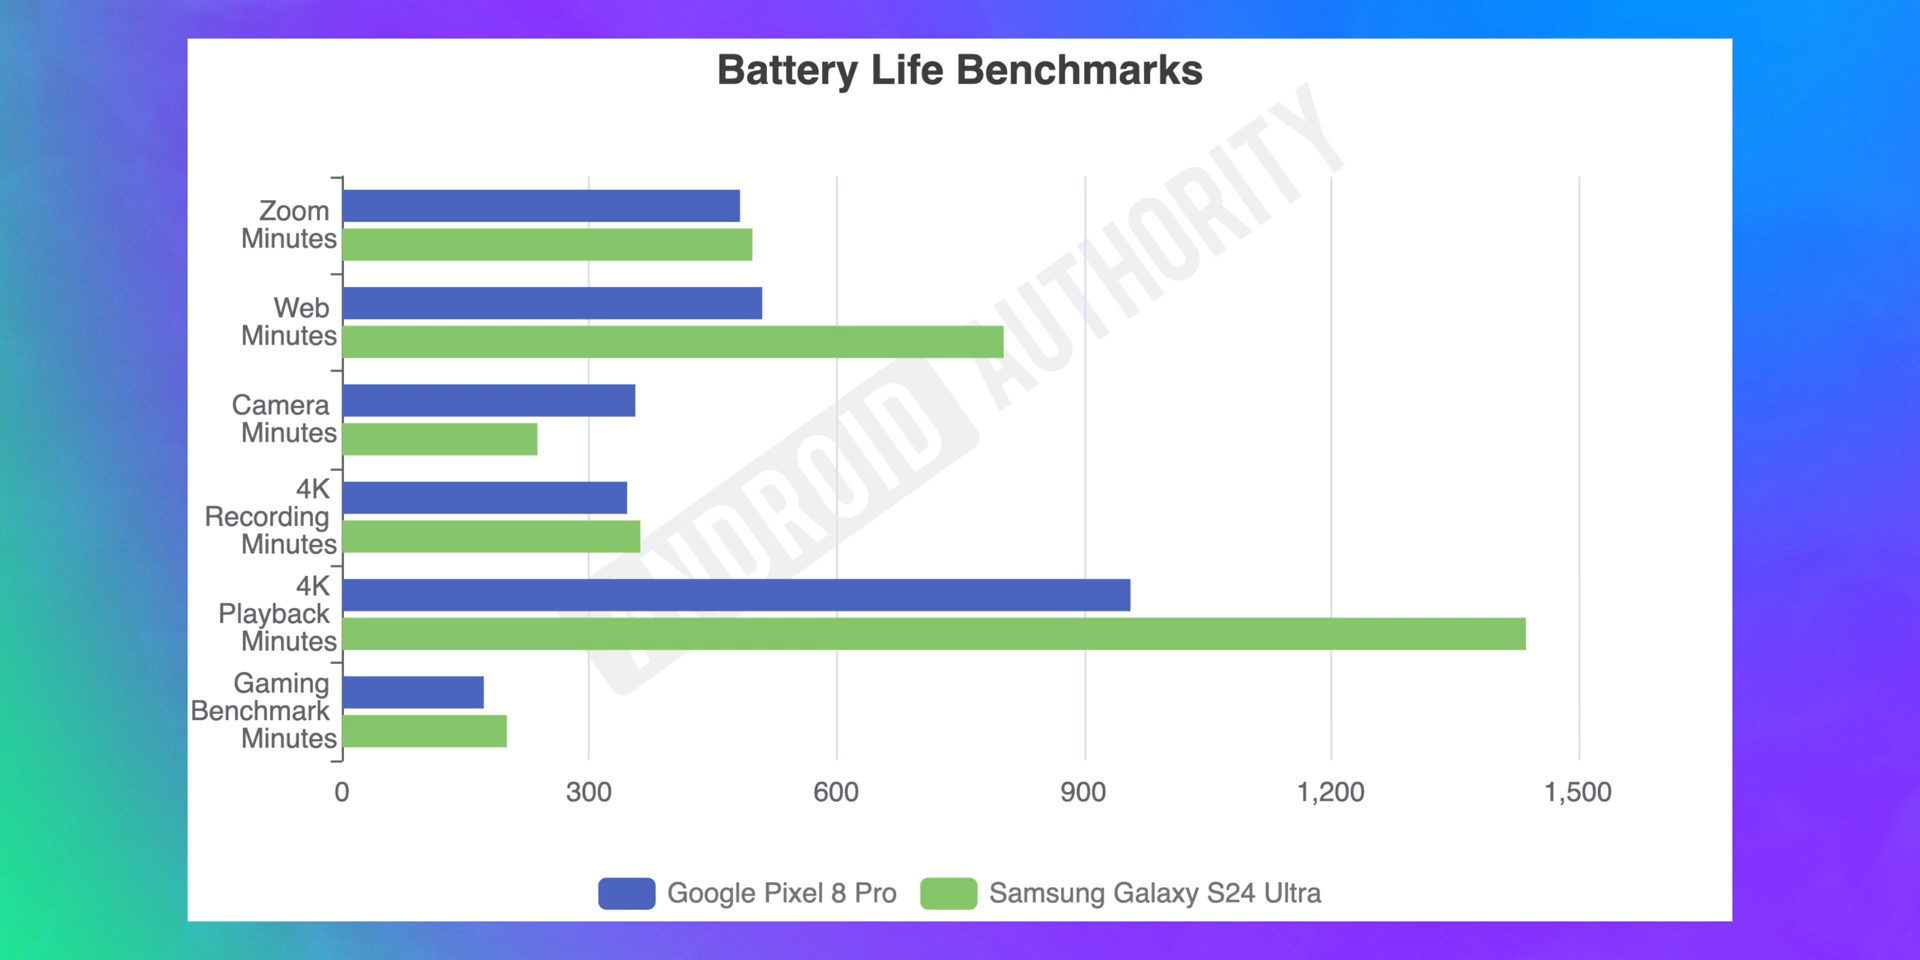 Battery Life Benchmarks
Zoom
Minutes
Web
Minutes
Camera
Minutes
4K
Recording
Minutes
4K
Playback
Minutes
Gaming
Benchmark
Minutes
0 300 600 900 1,200 1,500
Google Pixel 8 Pro Samsung Galaxy S24 Ultra
ANDROID AUTHORITY